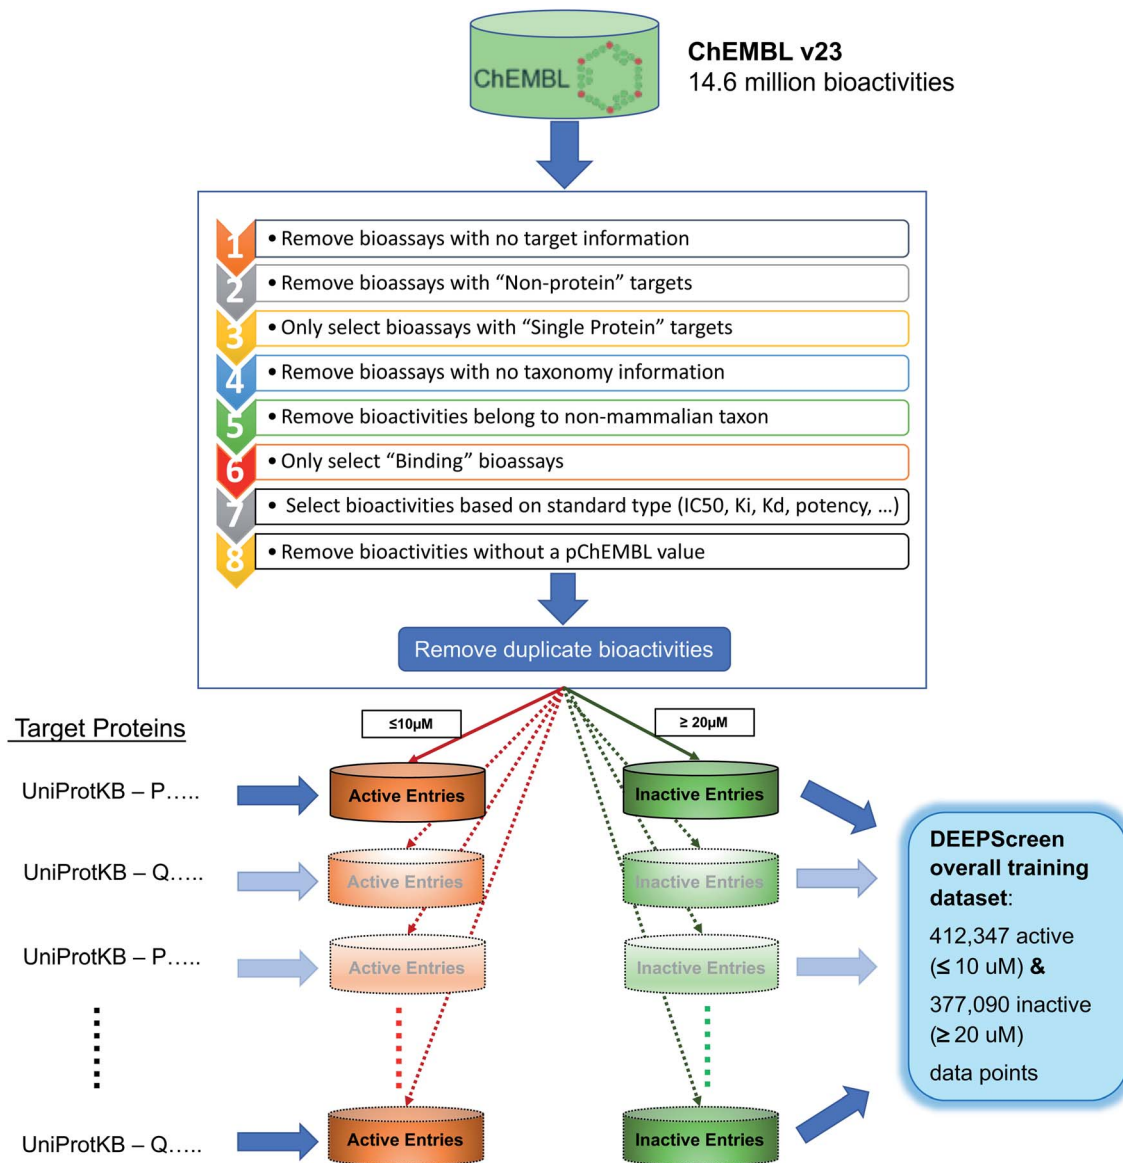 ChEMBL
ChEMBL v23
14.6 million bioactivities
1
• Remove bioassays with no target information
2
• Remove bioassays with “Non-protein” targets
3
• Only select bioassays with “Single Protein” targets
4
• Remove bioassays with no taxonomy information
5
• Remove bioactivities belong to non-mammalian taxon
6
• Only select “Binding” bioassays
7
• Select bioactivities based on standard type (IC50, Ki, Kd, potency, …)
8
• Remove bioactivities without a pChEMBL value
Remove duplicate bioactivities
≤10µM
≥ 20µM
Target Proteins
UniProtKB – P…..
Active Entries
Inactive Entries
UniProtKB – Q…..
Active Entries
Inactive Entries
UniProtKB – P…..
Active Entries
Inactive Entries
UniProtKB – Q…..
Active Entries
Inactive Entries
DEEPScreen
overall training
dataset:
412,347 active
(≤ 10 uM) &
377,090 inactive
(≥ 20 uM)
data points